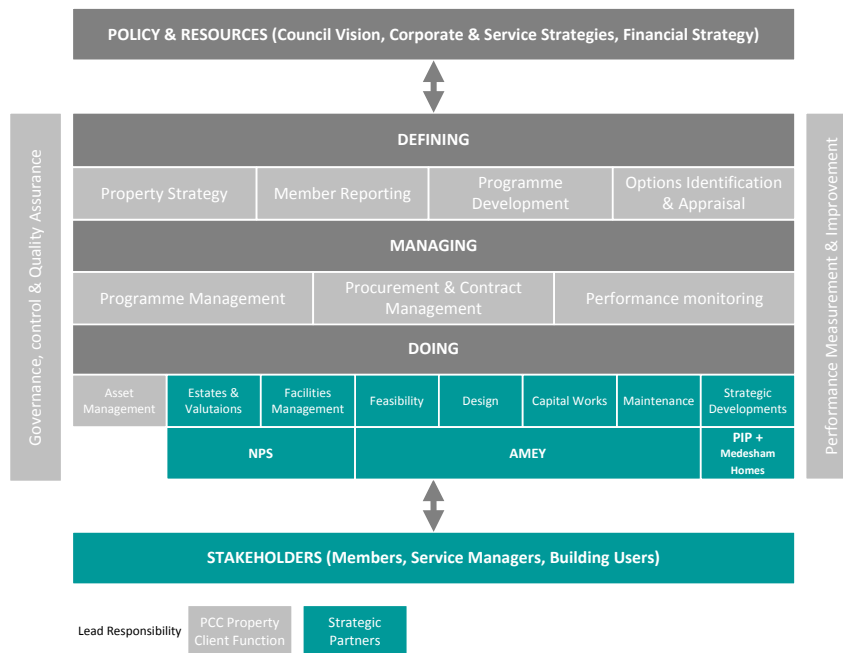 POLICY & RESOURCES (Council Vision, Corporate & Service Strategies, Financial Strategy)
Governance, control & Quality Assurance
DEFINING
Property Strategy
Member Reporting
Programme
Development
Options Identification
& Appraisal
MANAGING
Programme Management
Procurement & Contract
Management
Performance monitoring
DOING
Asset
Management
Estates &
Valutaions
Facilities
Management
Feasibility
Design
Capital Works
Maintenance
Strategic
Developments
NPS
AMEY
PIP +
Medesham
Homes
Performance Measurement & Improvement
STAKEHOLDERS (Members, Service Managers, Building Users)
Lead Responsibility
PCC Property
Client Function
Strategic
Partners